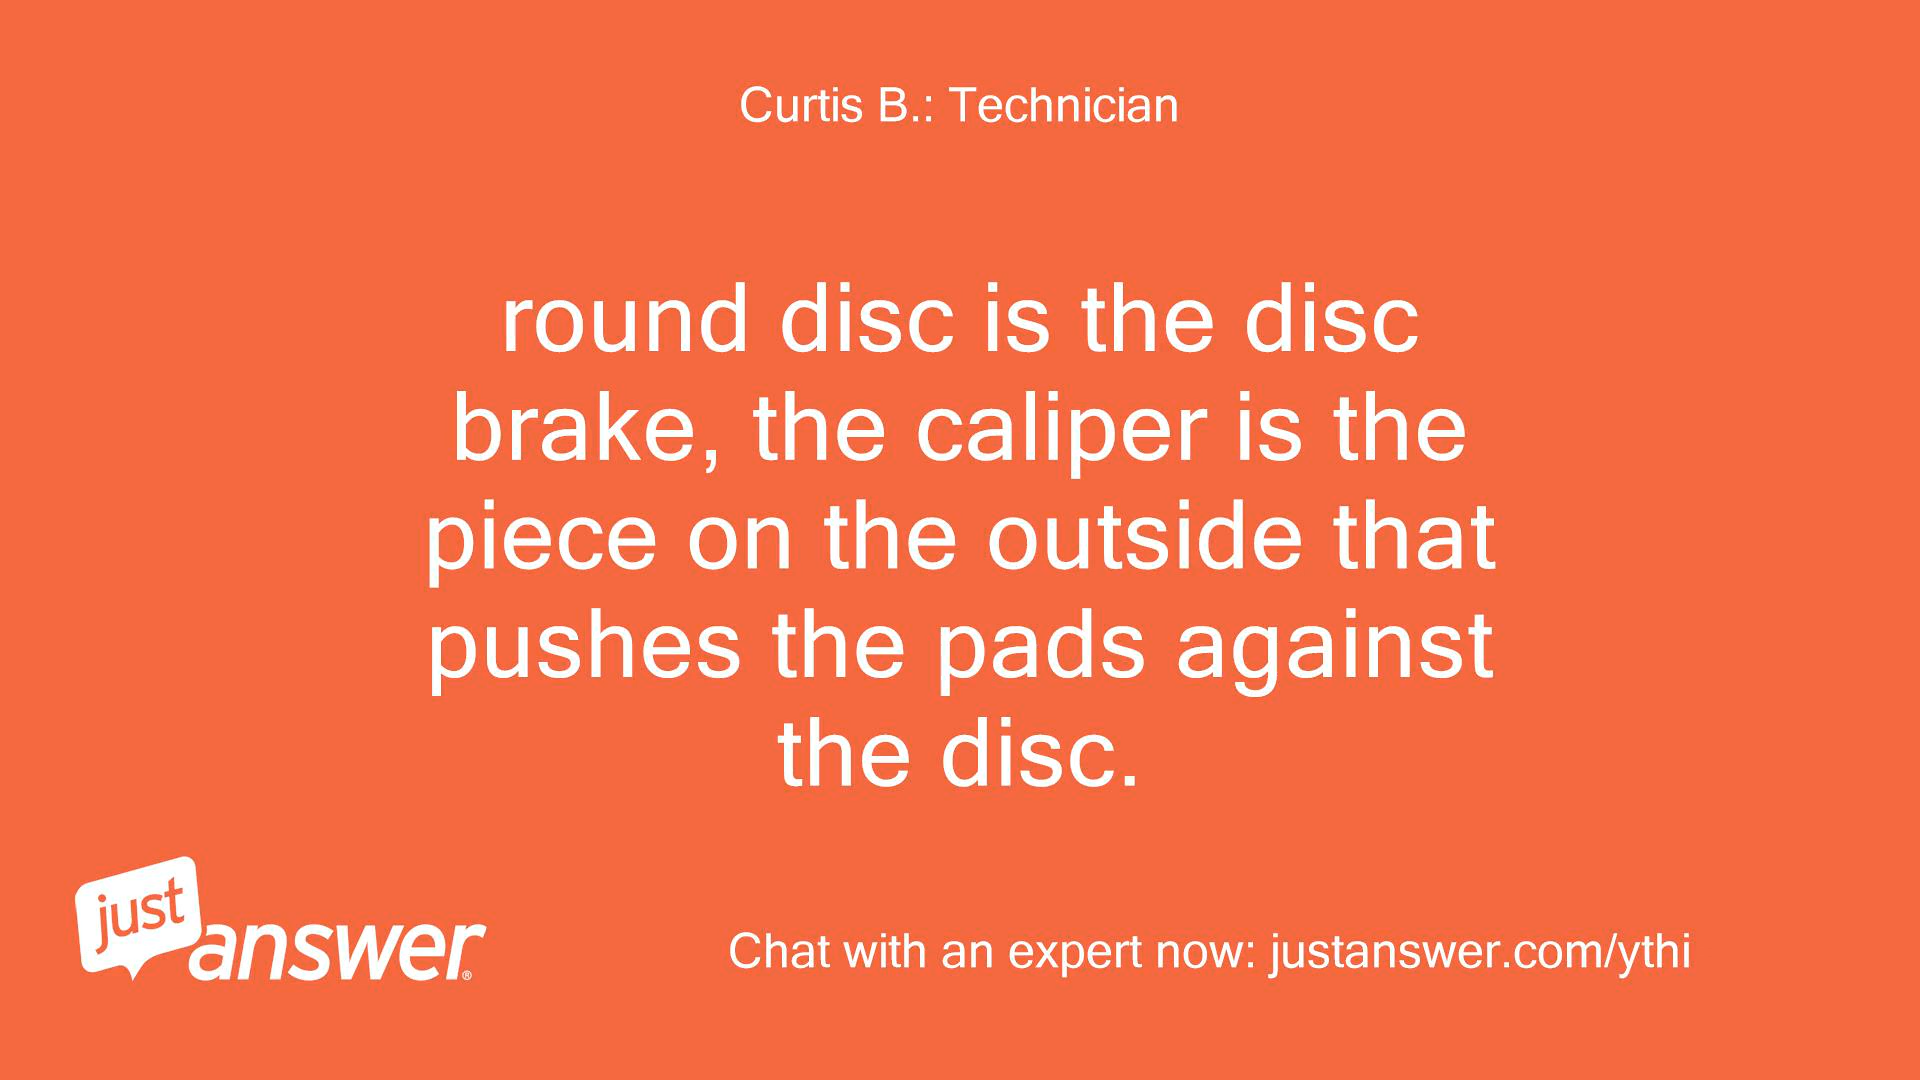 Curtis B.: Technician
round disc is the disc
brake, the caliper is the
piece on the outside that
pushes the pads against
the disc.
just
answer®
Chat with an expert now: justanswer.com/ythi